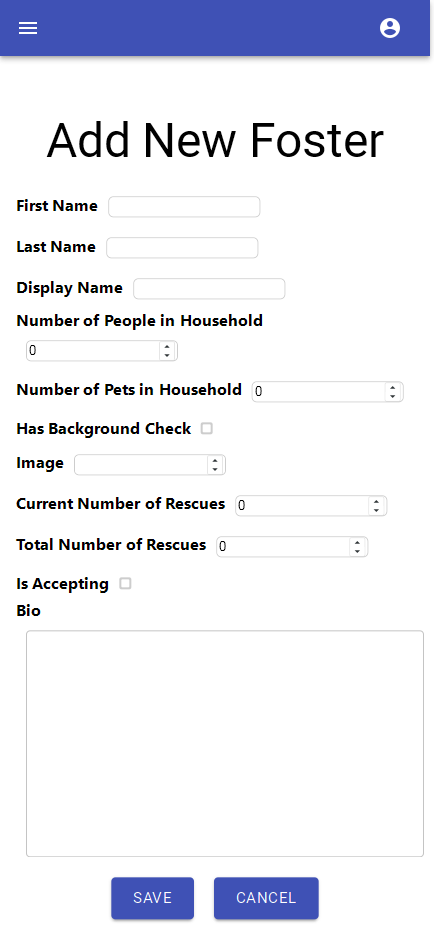 Add New Foster
First Name
Last Name
Display Name
Number of People in Household
0
Number of Pets in Household 0
Has Background Check
Image
Current Number of Rescues 0
Total Number of Rescues 0
Is Accepting
Bio
SAVE CANCEL